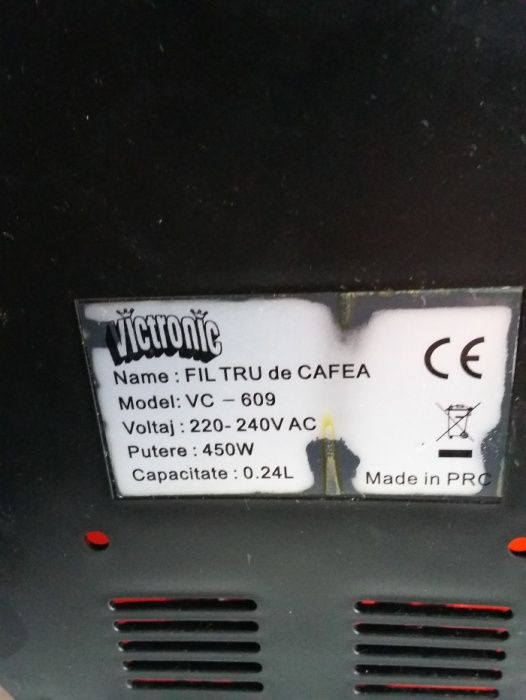 Victronic
Name : FIL TRU de CAFEA
Model: VC - 609
Voltaj : 220- 240V AC
Putere : 450W
Capacitate : 0.24L
CE
Made in PRC